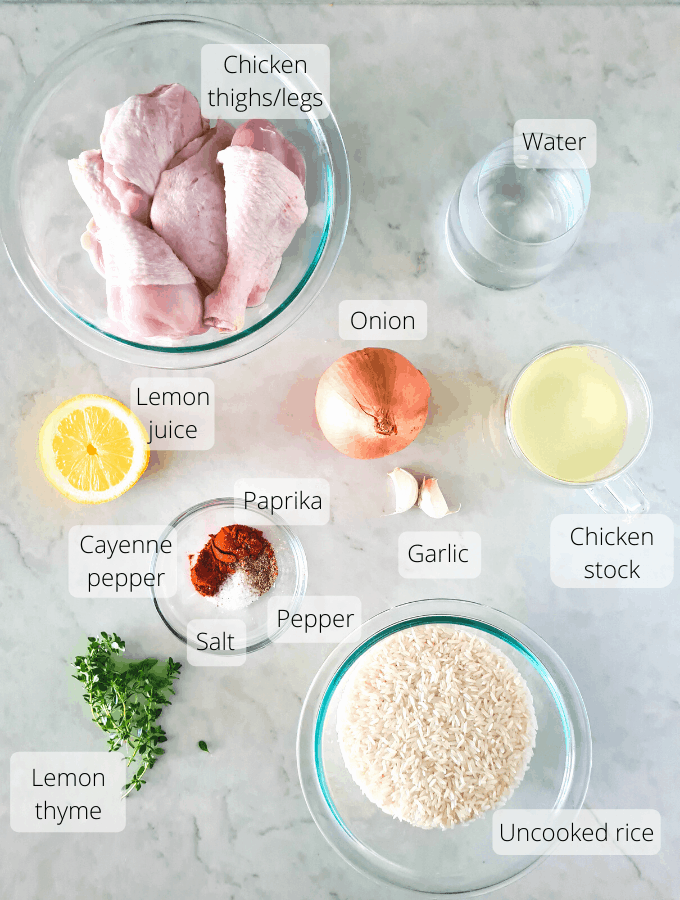 Chicken
thighs/legs
Water
Onion
Lemon
juice
Paprika
Cayenne
pepper
Garlic
Chicken
stock
Pepper
Salt
Lemon
thyme
Uncooked rice